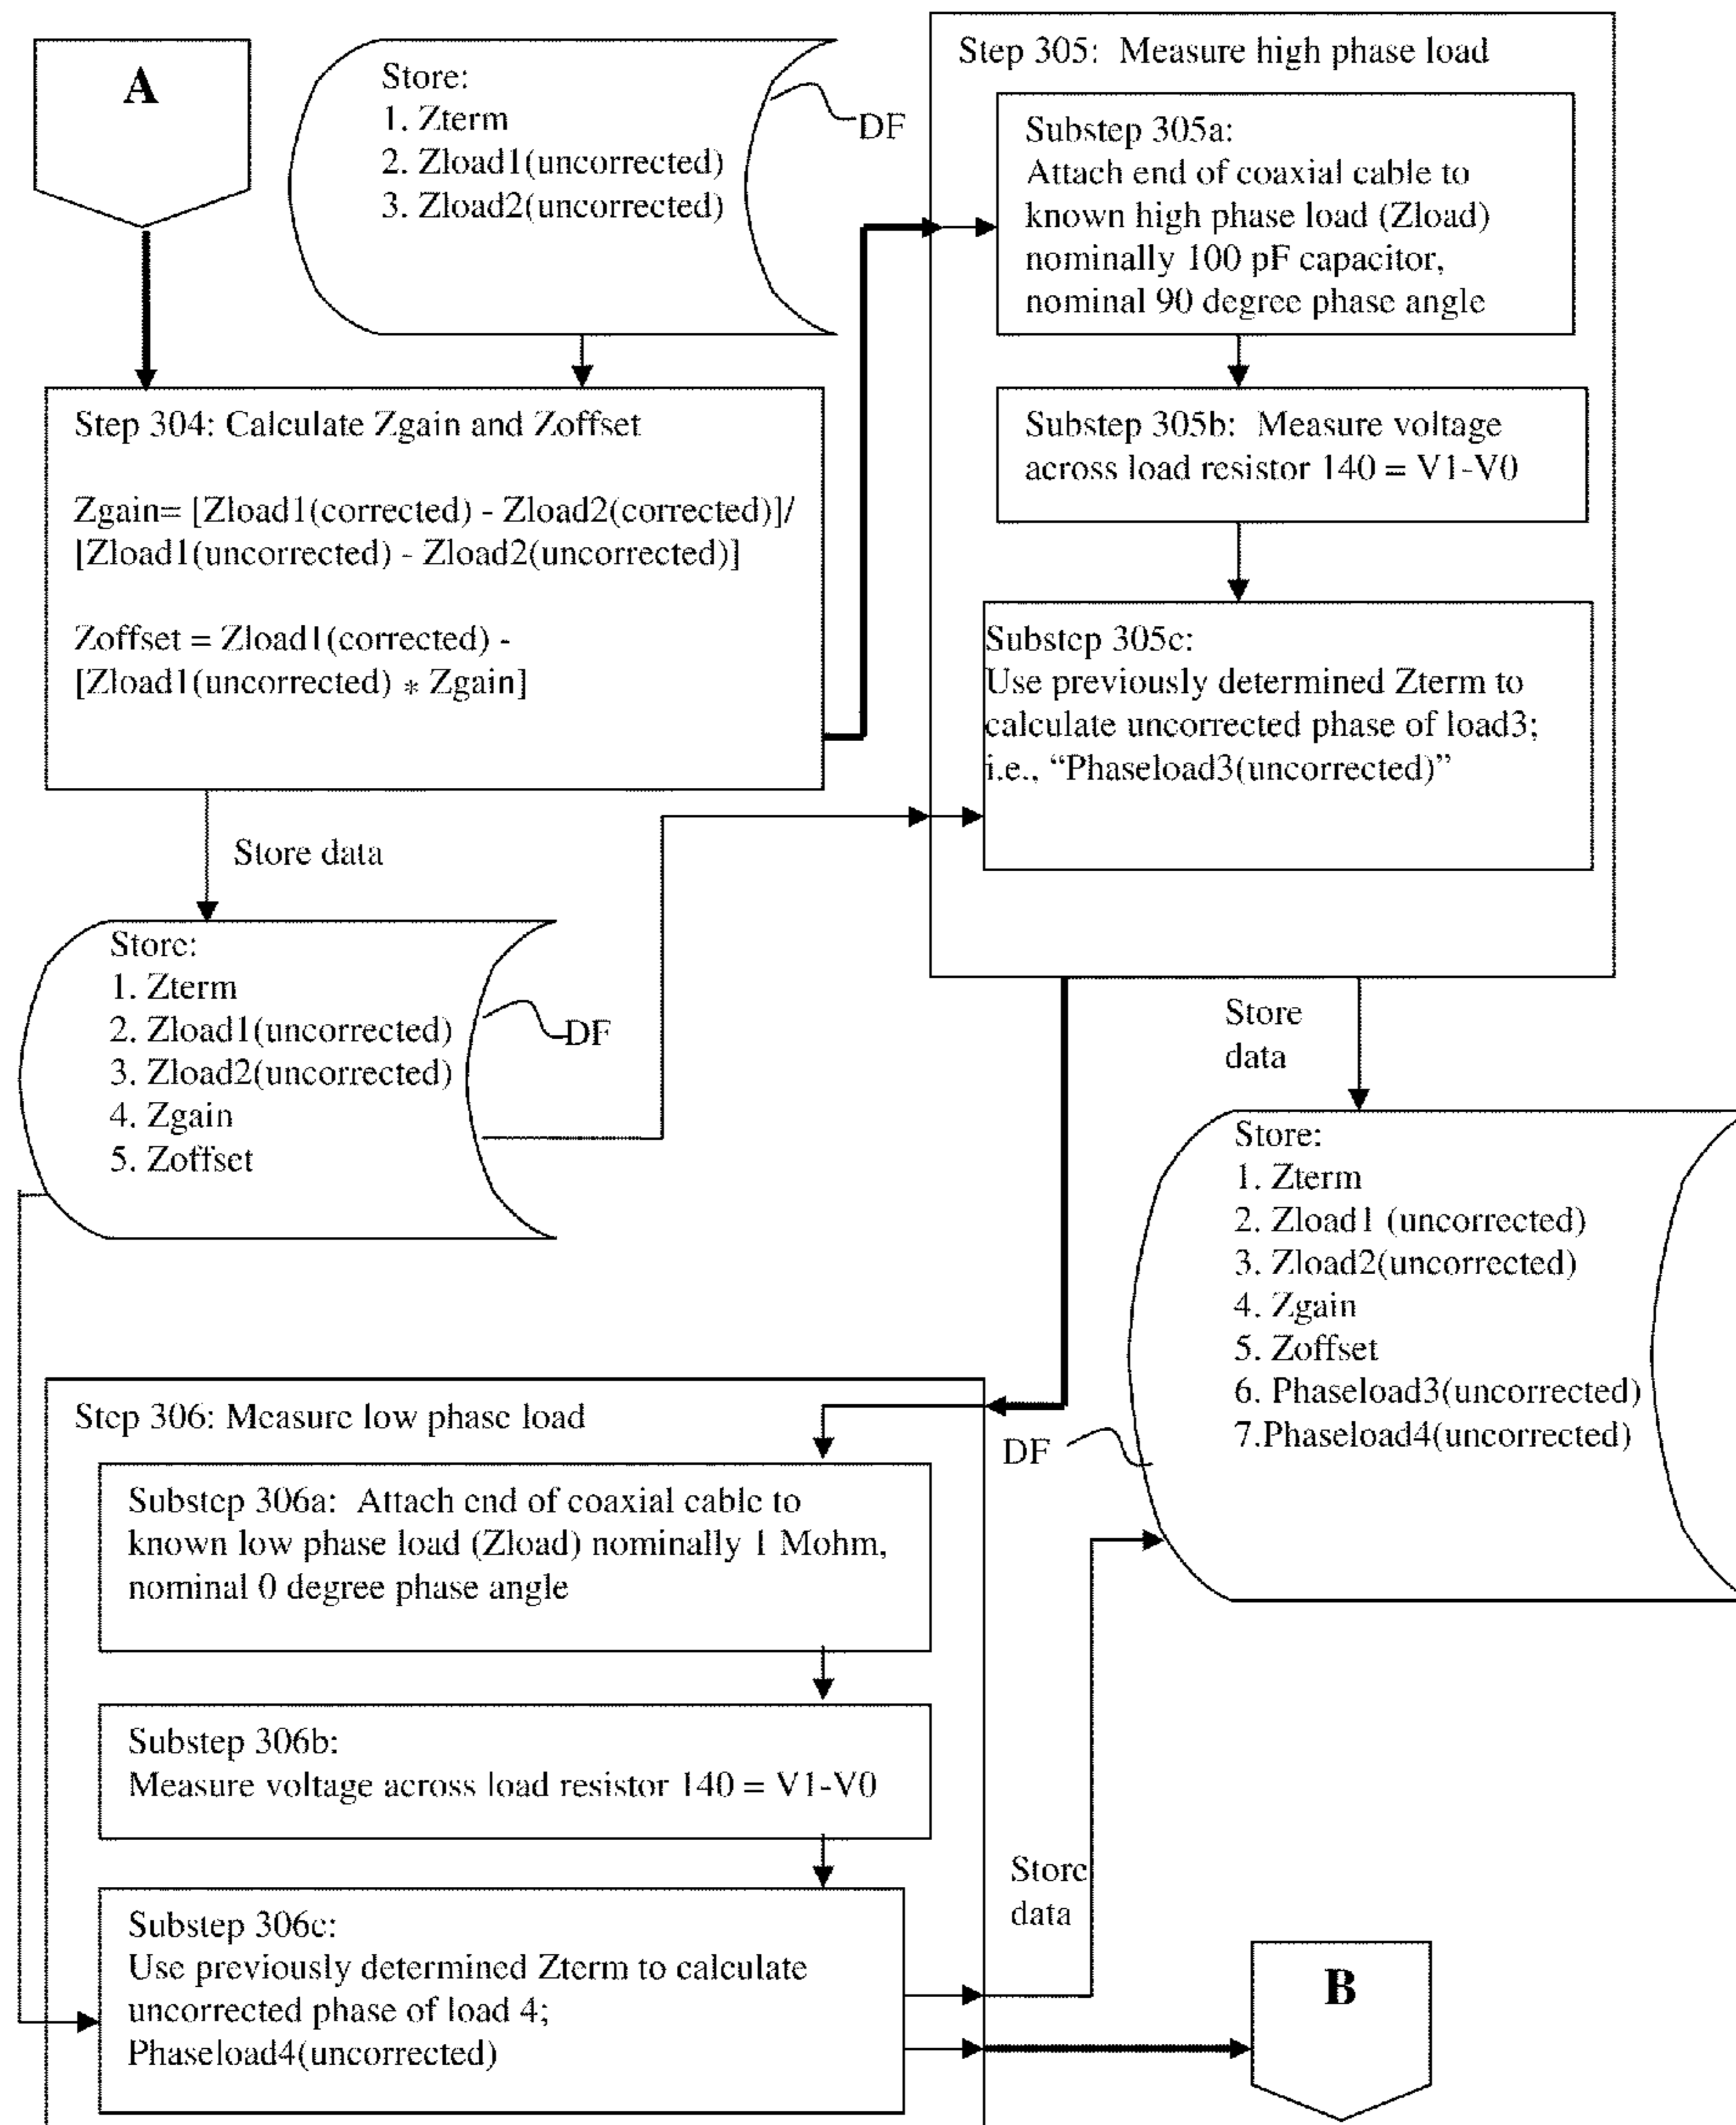 A
Store:
1. Zterm
2. Zload1(uncorrected)
3. Zload2(uncorrected)
DF
Step 304: Calculate Zgain and Zoffset
Zgain= [Zload1(corrected) - Zload2(corrected)]/
[Zload1(uncorrected) - Zload2(uncorrected)]
Zoffset = Zload1(corrected) -
[Zload1(uncorrected) * Zgain]
Store data
Store:
1. Zterm
2. Zload1(uncorrected)
3. Zload2(uncorrected)
4. Zgain
5. Zoffset
DF
Step 305: Measure high phase load
Substep 305a:
Attach end of coaxial cable to
known high phase load (Zload)
nominally 100 pF capacitor,
nominal 90 degree phase angle
Substep 305b: Measure voltage
across load resistor 140 = V1-V0
Substep 305c:
Use previously determined Zterm to
calculate uncorrected phase of load3;
i.e., “Phaseload3(uncorrected)”
Store
data
Store:
1. Zterm
2. Zload1 (uncorrected)
3. Zload2(uncorrected)
4. Zgain
5. Zoffset
6. Phaseload3(uncorrected)
7.Phaseload4(uncorrected)
DF
Step 306: Measure low phase load
Substep 306a: Attach end of coaxial cable to
known low phase load (Zload) nominally 1 Mohm,
nominal 0 degree phase angle
Substep 306b:
Measure voltage across load resistor 140 = V1-V0
Substep 306c:
Use previously determined Zterm to calculate
uncorrected phase of load 4;
Phaseload4(uncorrected)
Store
data
B